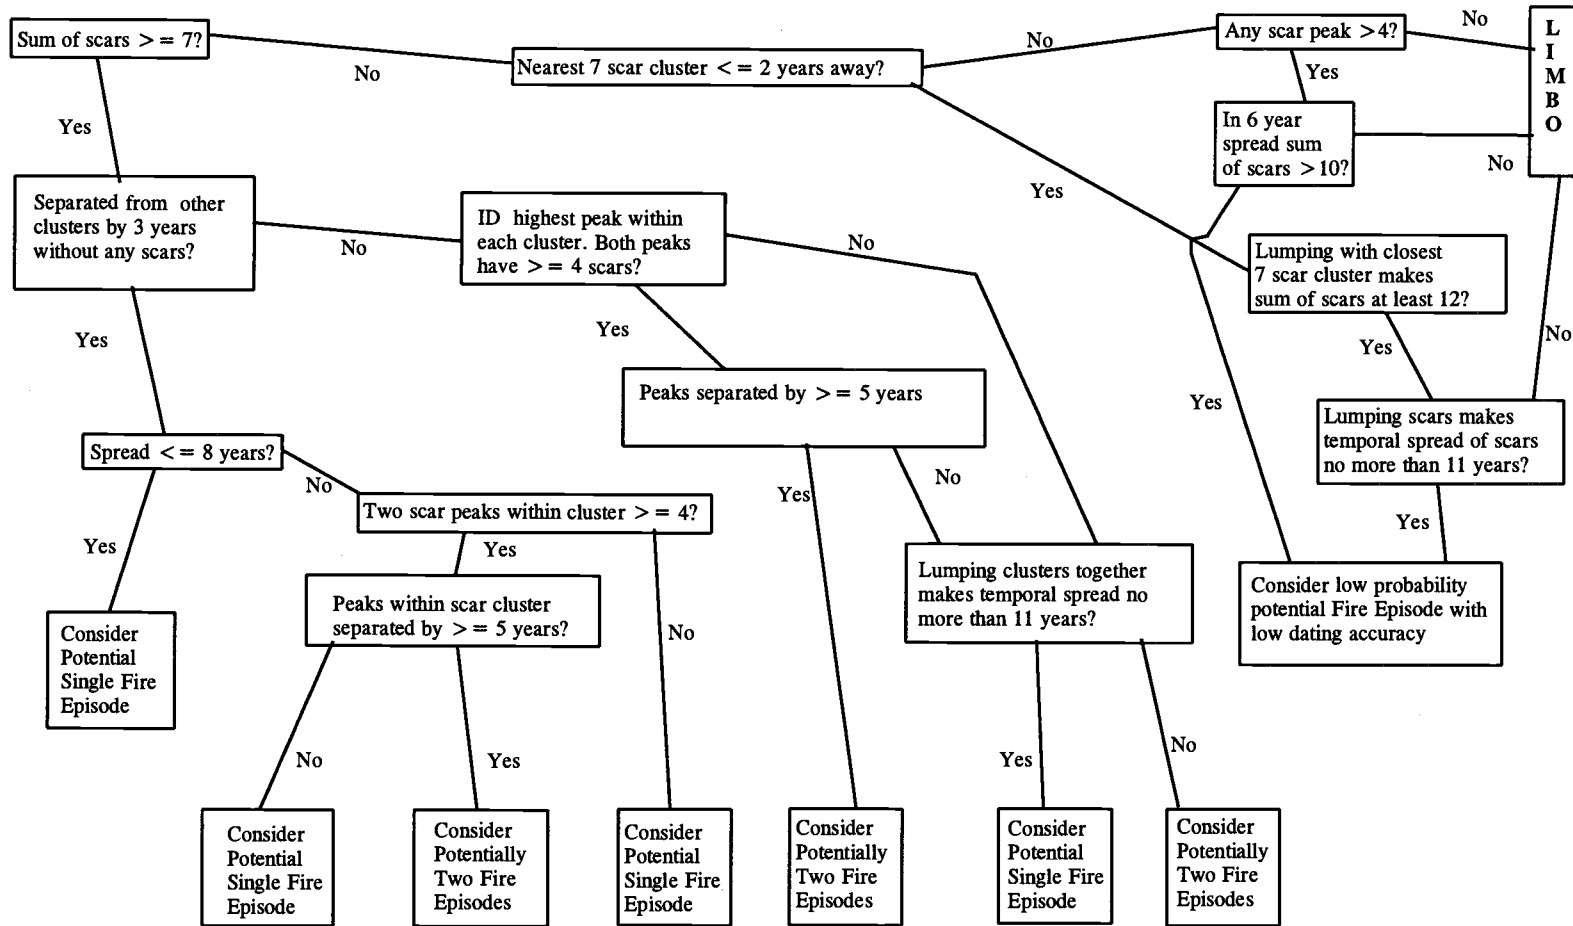 Sum of scars >= 7?
No
Nearest 7 scar cluster <= 2 years away?
No
Any scar peak >4?
No
L
I
M
B
O
Yes
In 6 year
spread sum
of scars >10?
No
Yes
Yes
Separated from other
clusters by 3 years
without any scars?
No
ID highest peak within
each cluster. Both peaks
have >= 4 scars?
No
Lumping with closest
7 scar cluster makes
sum of scars at least 12?
Yes
Yes
Yes
No
Peaks separated by >= 5 years
Yes
Lumping scars makes
temporal spread of scars
no more than 11 years?
Spread <= 8 years?
No
Two scar peaks within cluster >= 4?
Yes
No
Yes
Yes
Yes
Peaks within scar cluster
separated by >= 5 years?
No
Lumping clusters together
makes temporal spread no
more than 11 years?
Consider low probability
potential Fire Episode with
low dating accuracy
Consider
Potential
Single Fire
Episode
No
Yes
Yes
No
Consider
Potential
Single Fire
Episode
Consider
Potentially
Two Fire
Episodes
Consider
Potential
Single Fire
Episode
Consider
Potentially
Two Fire
Episodes
Consider
Potential
Single Fire
Episode
Consider
Potentially
Two Fire
Episodes